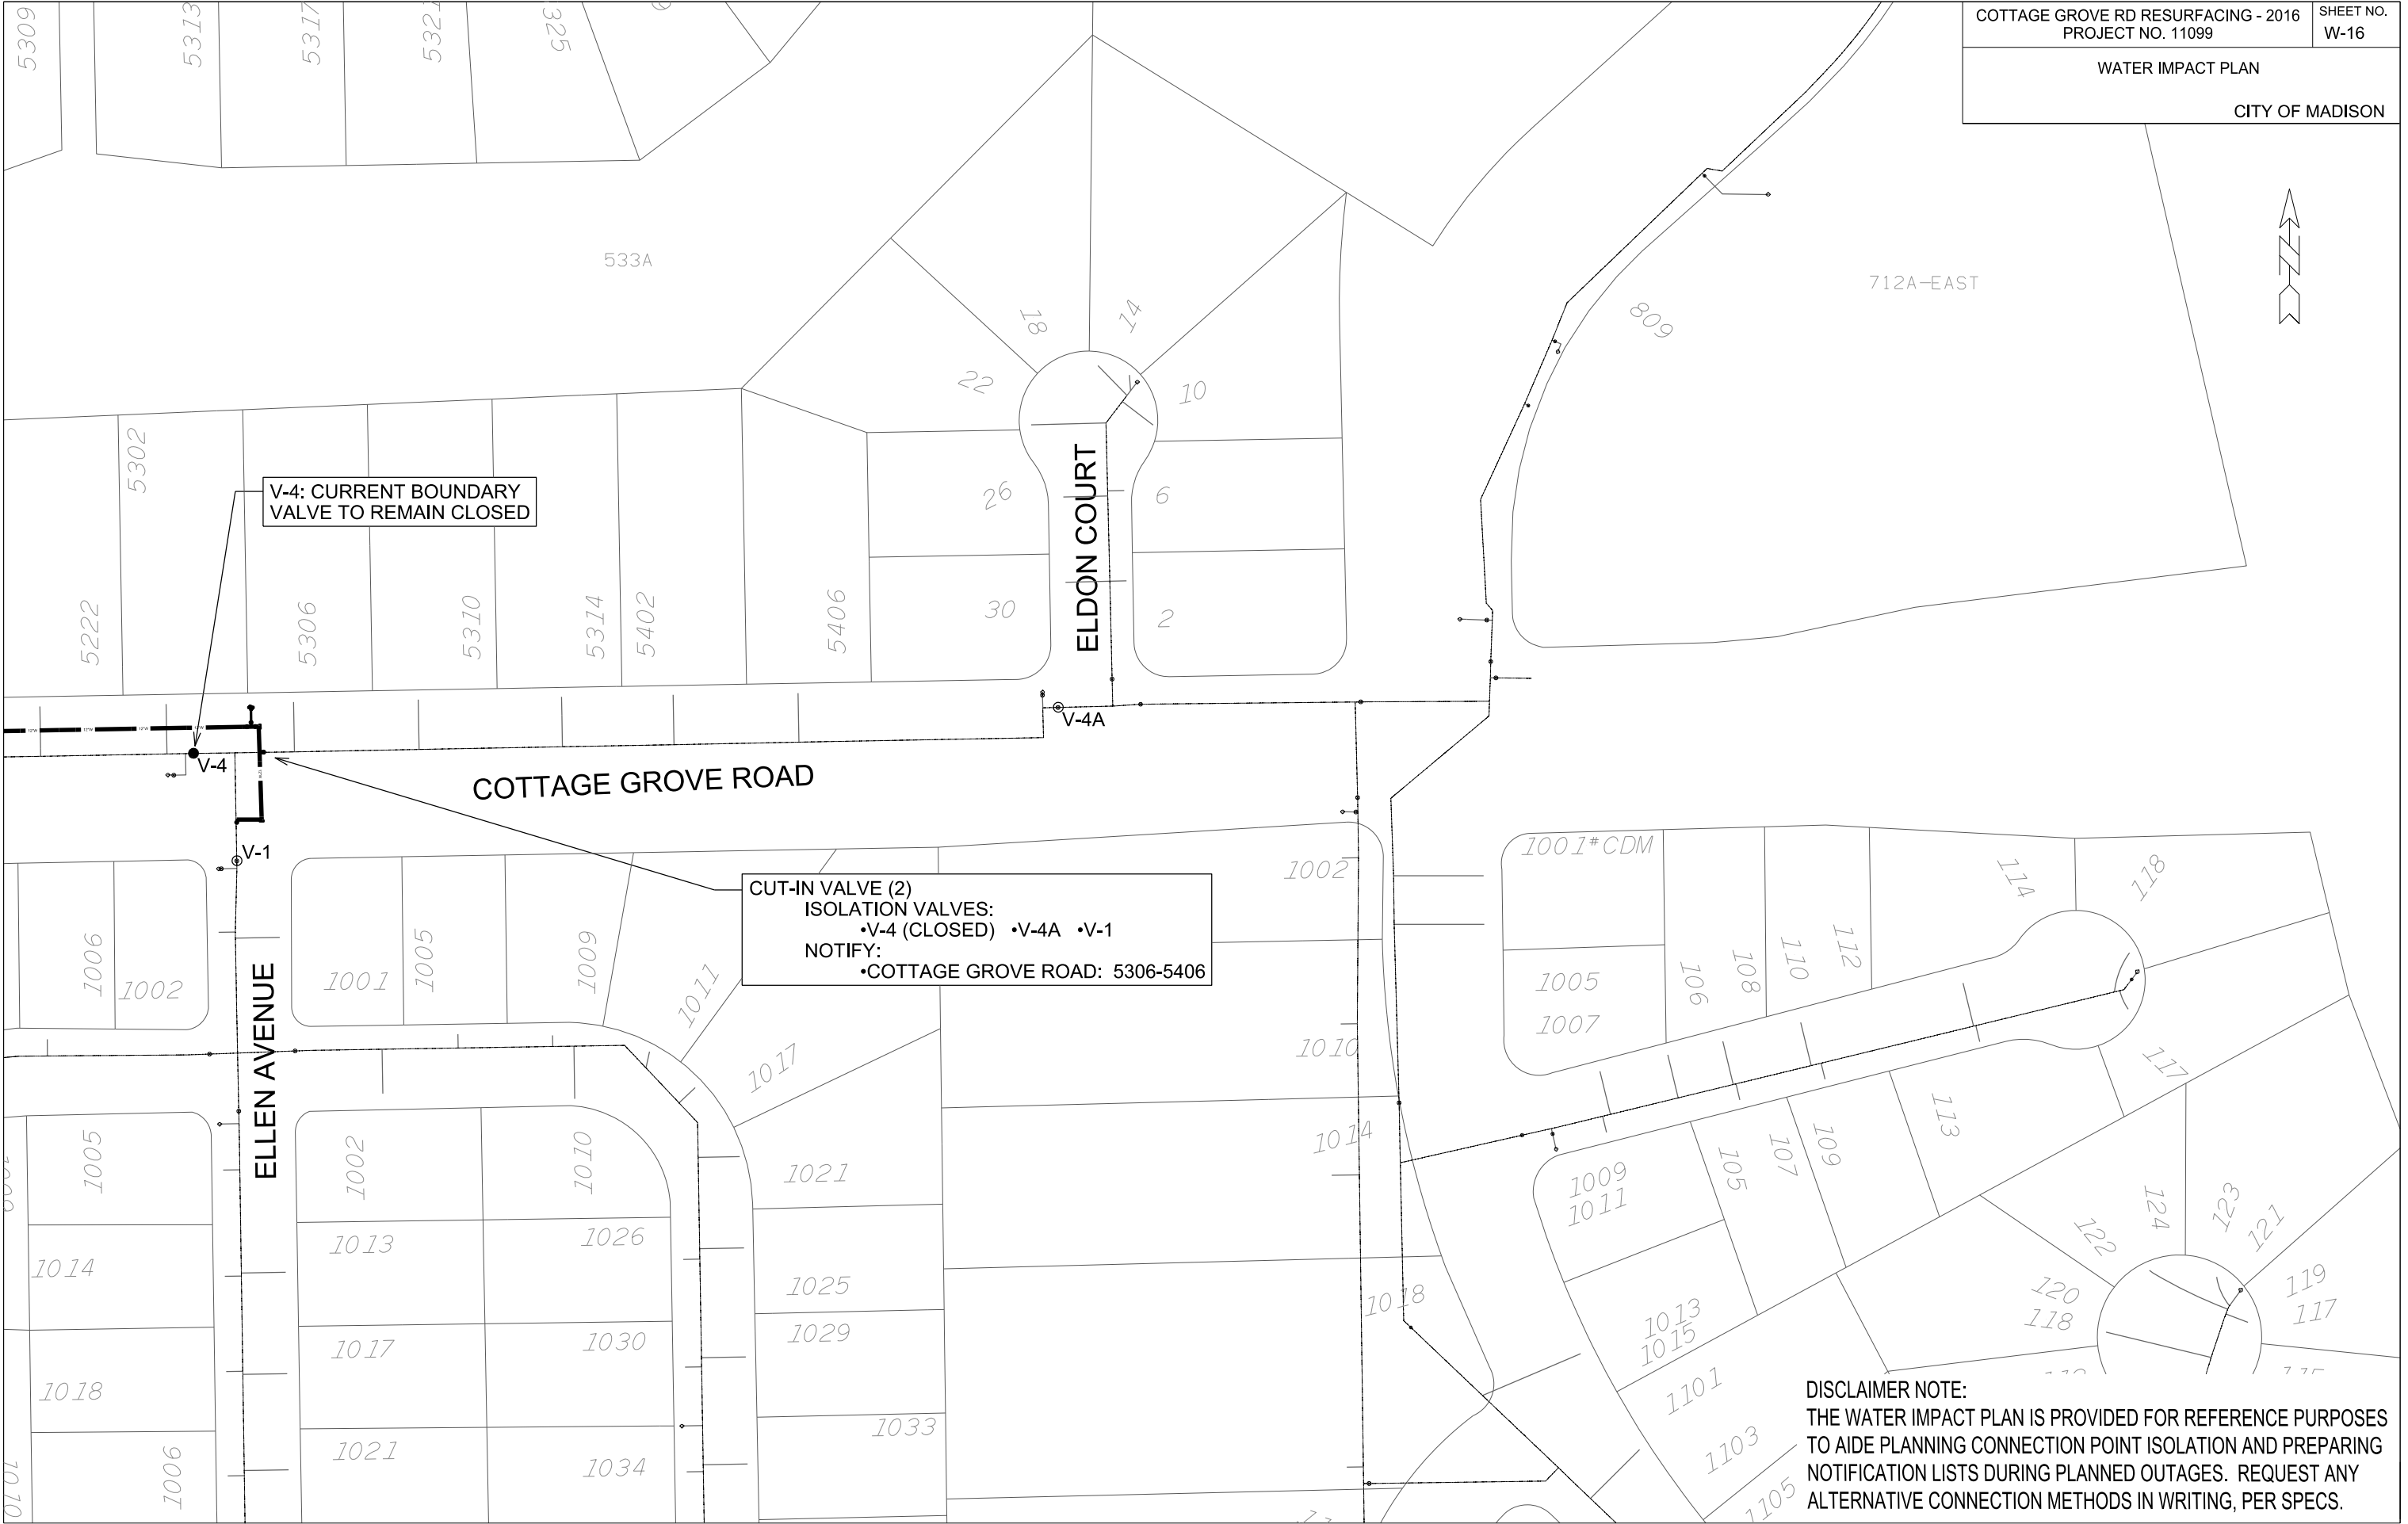 COTTAGE GROVE RD RESURFACING - 2016
PROJECT NO. 11099
SHEET NO.
W-16
WATER IMPACT PLAN
CITY OF MADISON
5309
5313
5317
5321
5325
533A
712A-EAST
809
18
14
22
10
26
6
30
2
ELDON COURT
5302
V-4: CURRENT BOUNDARY
VALVE TO REMAIN CLOSED
5222
5306
5310
5314
5402
5406
V-4A
V-4
COTTAGE GROVE ROAD
V-1
CUT-IN VALVE (2)
ISOLATION VALVES:
•V-4 (CLOSED) •V-4A •V-1
NOTIFY:
•COTTAGE GROVE ROAD: 5306-5406
1002
1001#CDM
114
118
1006
1002
1001
1005
1009
1011
1017
1005
1007
106
108
110
112
1010
117
ELLEN AVENUE
1005
1002
1010
1021
1014
1009
1011
105
107
109
113
1014
1013
1026
1025
1018
1013
1015
122
124
123
121
120
118
119
117
1017
1030
1029
1018
1021
1034
1033
1006
1101
1103
1105
DISCLAIMER NOTE:
THE WATER IMPACT PLAN IS PROVIDED FOR REFERENCE PURPOSES
TO AIDE PLANNING CONNECTION POINT ISOLATION AND PREPARING
NOTIFICATION LISTS DURING PLANNED OUTAGES. REQUEST ANY
ALTERNATIVE CONNECTION METHODS IN WRITING, PER SPECS.